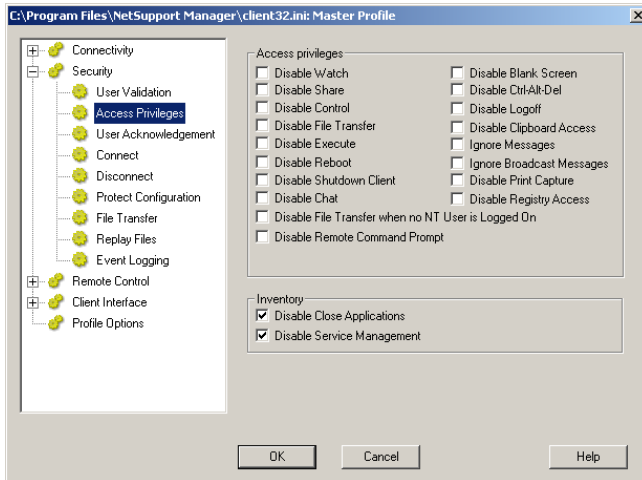 C:\Program Files\NetSupport Manager\client32.ini: Master Profile
Connectivity
Security
User Validation
Access Privileges
User Acknowledgement
Connect
Disconnect
Protect Configuration
File Transfer
Replay Files
Event Logging
Remote Control
Client Interface
Profile Options
Access privileges
Disable Watch
Disable Share
Disable Control
Disable File Transfer
Disable Execute
Disable Reboot
Disable Shutdown Client
Disable Chat
Disable File Transfer when no NT User is Logged On
Disable Remote Command Prompt
Disable Blank Screen
Disable Ctrl-Alt-Del
Disable Logoff
Disable Clipboard Access
Ignore Messages
Ignore Broadcast Messages
Disable Print Capture
Disable Registry Access
Inventory
Disable Close Applications
Disable Service Management
OK
Cancel
Help